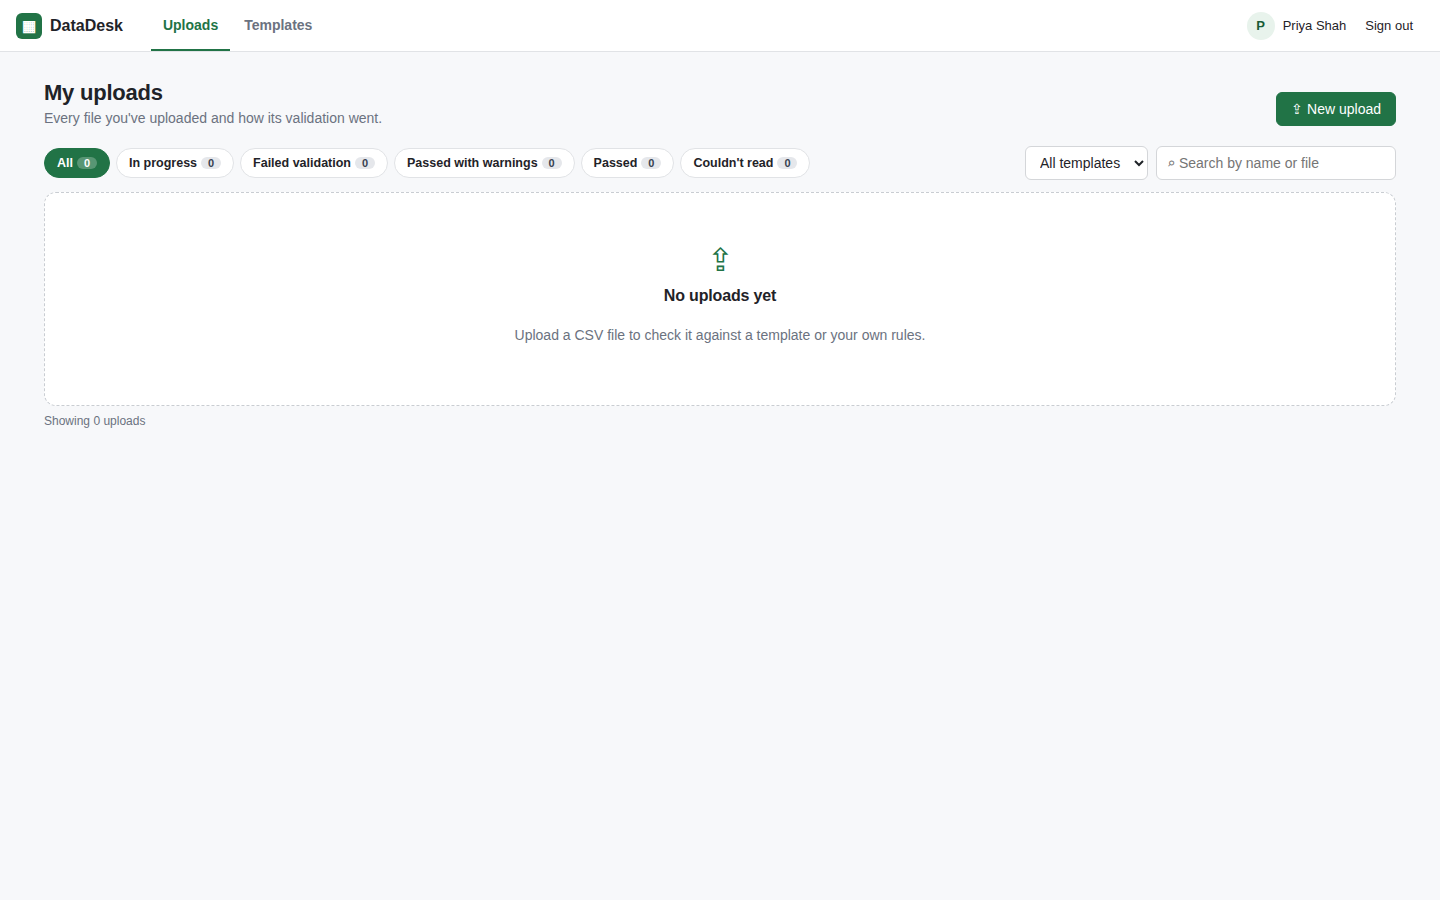 DataDesk Uploads Templates P Priya Shah Sign out
My uploads
Every file you've uploaded and how its validation went.
New upload
All 0 In progress 0 Failed validation 0 Passed with warnings 0 Passed 0 Couldn't read 0 All templates Search by name or file
No uploads yet
Upload a CSV file to check it against a template or your own rules.
Showing 0 uploads